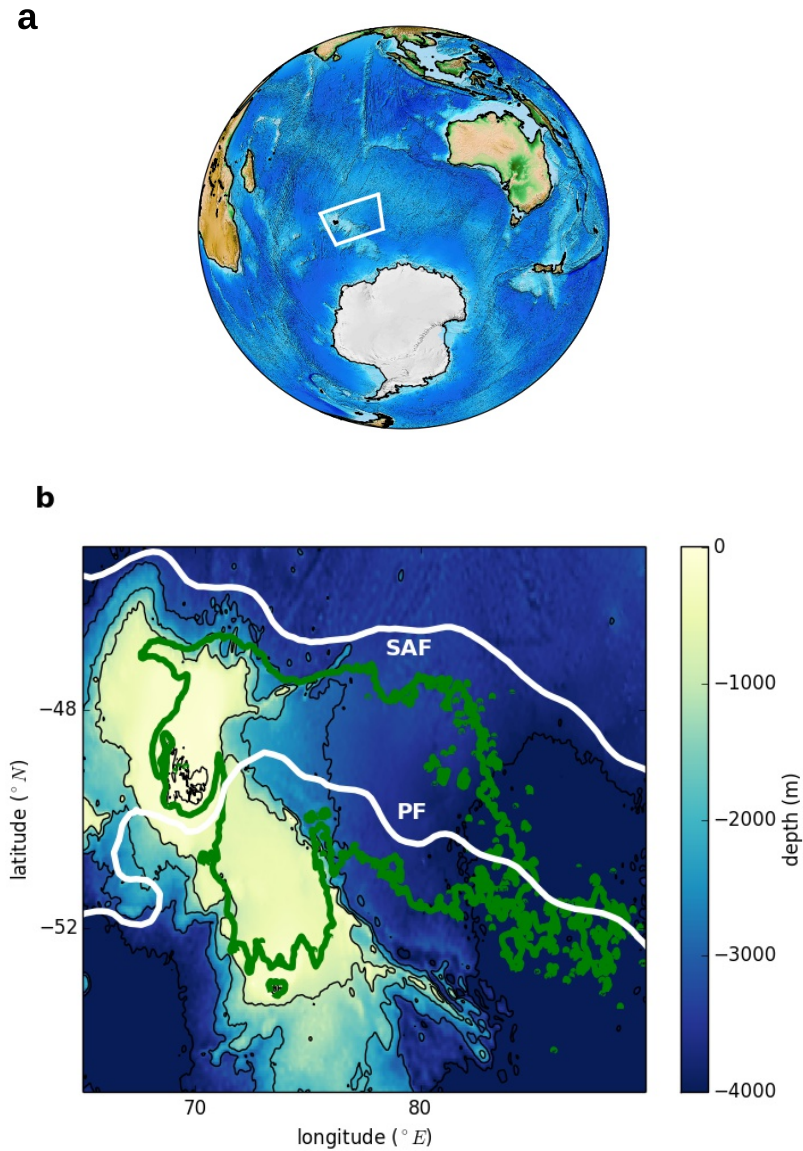 a
b
SAF
PF
−48
−52
latitude (°N)
70
80
longitude (°E)
0
−1000
−2000
−3000
−4000
depth (m)